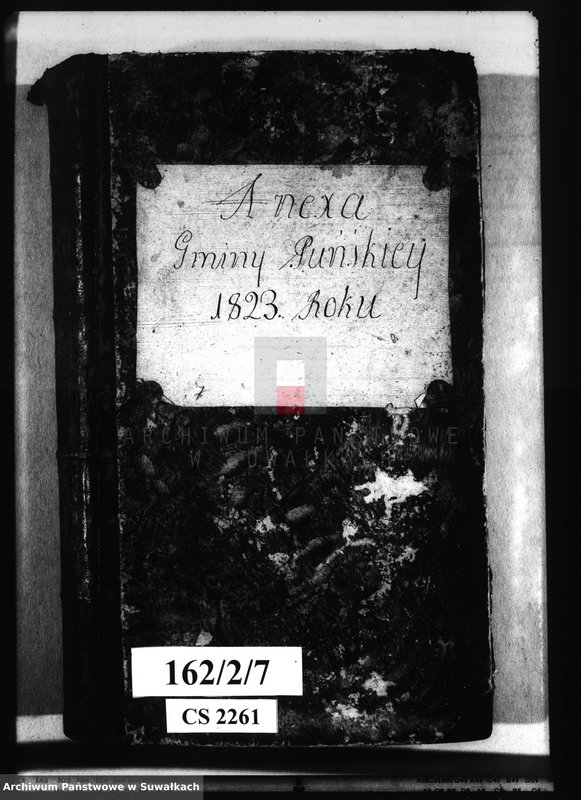 Anexa
Gminy Puńskiey
1823. Roku
ARCHIWUM PAŃSTWOWE
W SUWAŁKACH
162/2/7
CS 2261
Archiwum Państwowe w Suwałkach